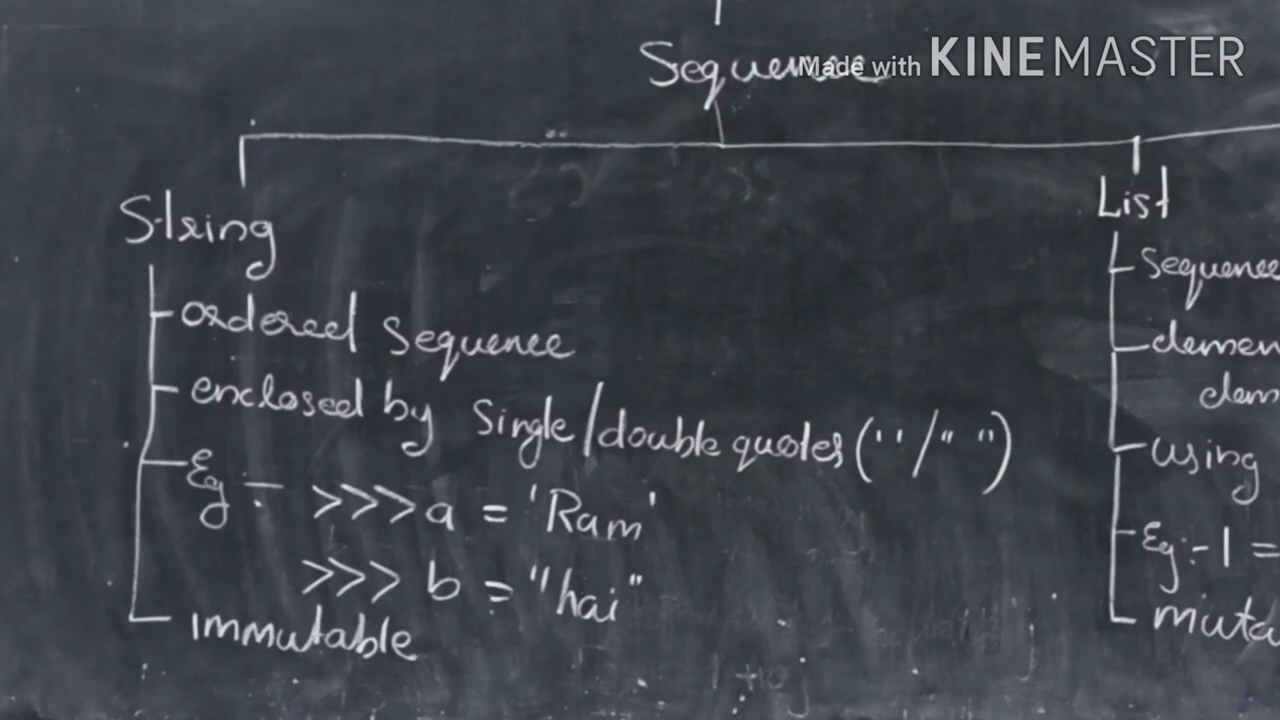 Sequence
Made with KINEMASTER
String
ordered sequence
enclosed by single/double quotes (' '/" ")
Eg :- >>> a = 'Ram'
>>> b = "hai"
immutable
List
sequence
elemen
elem
using
Eg :- l =
muta